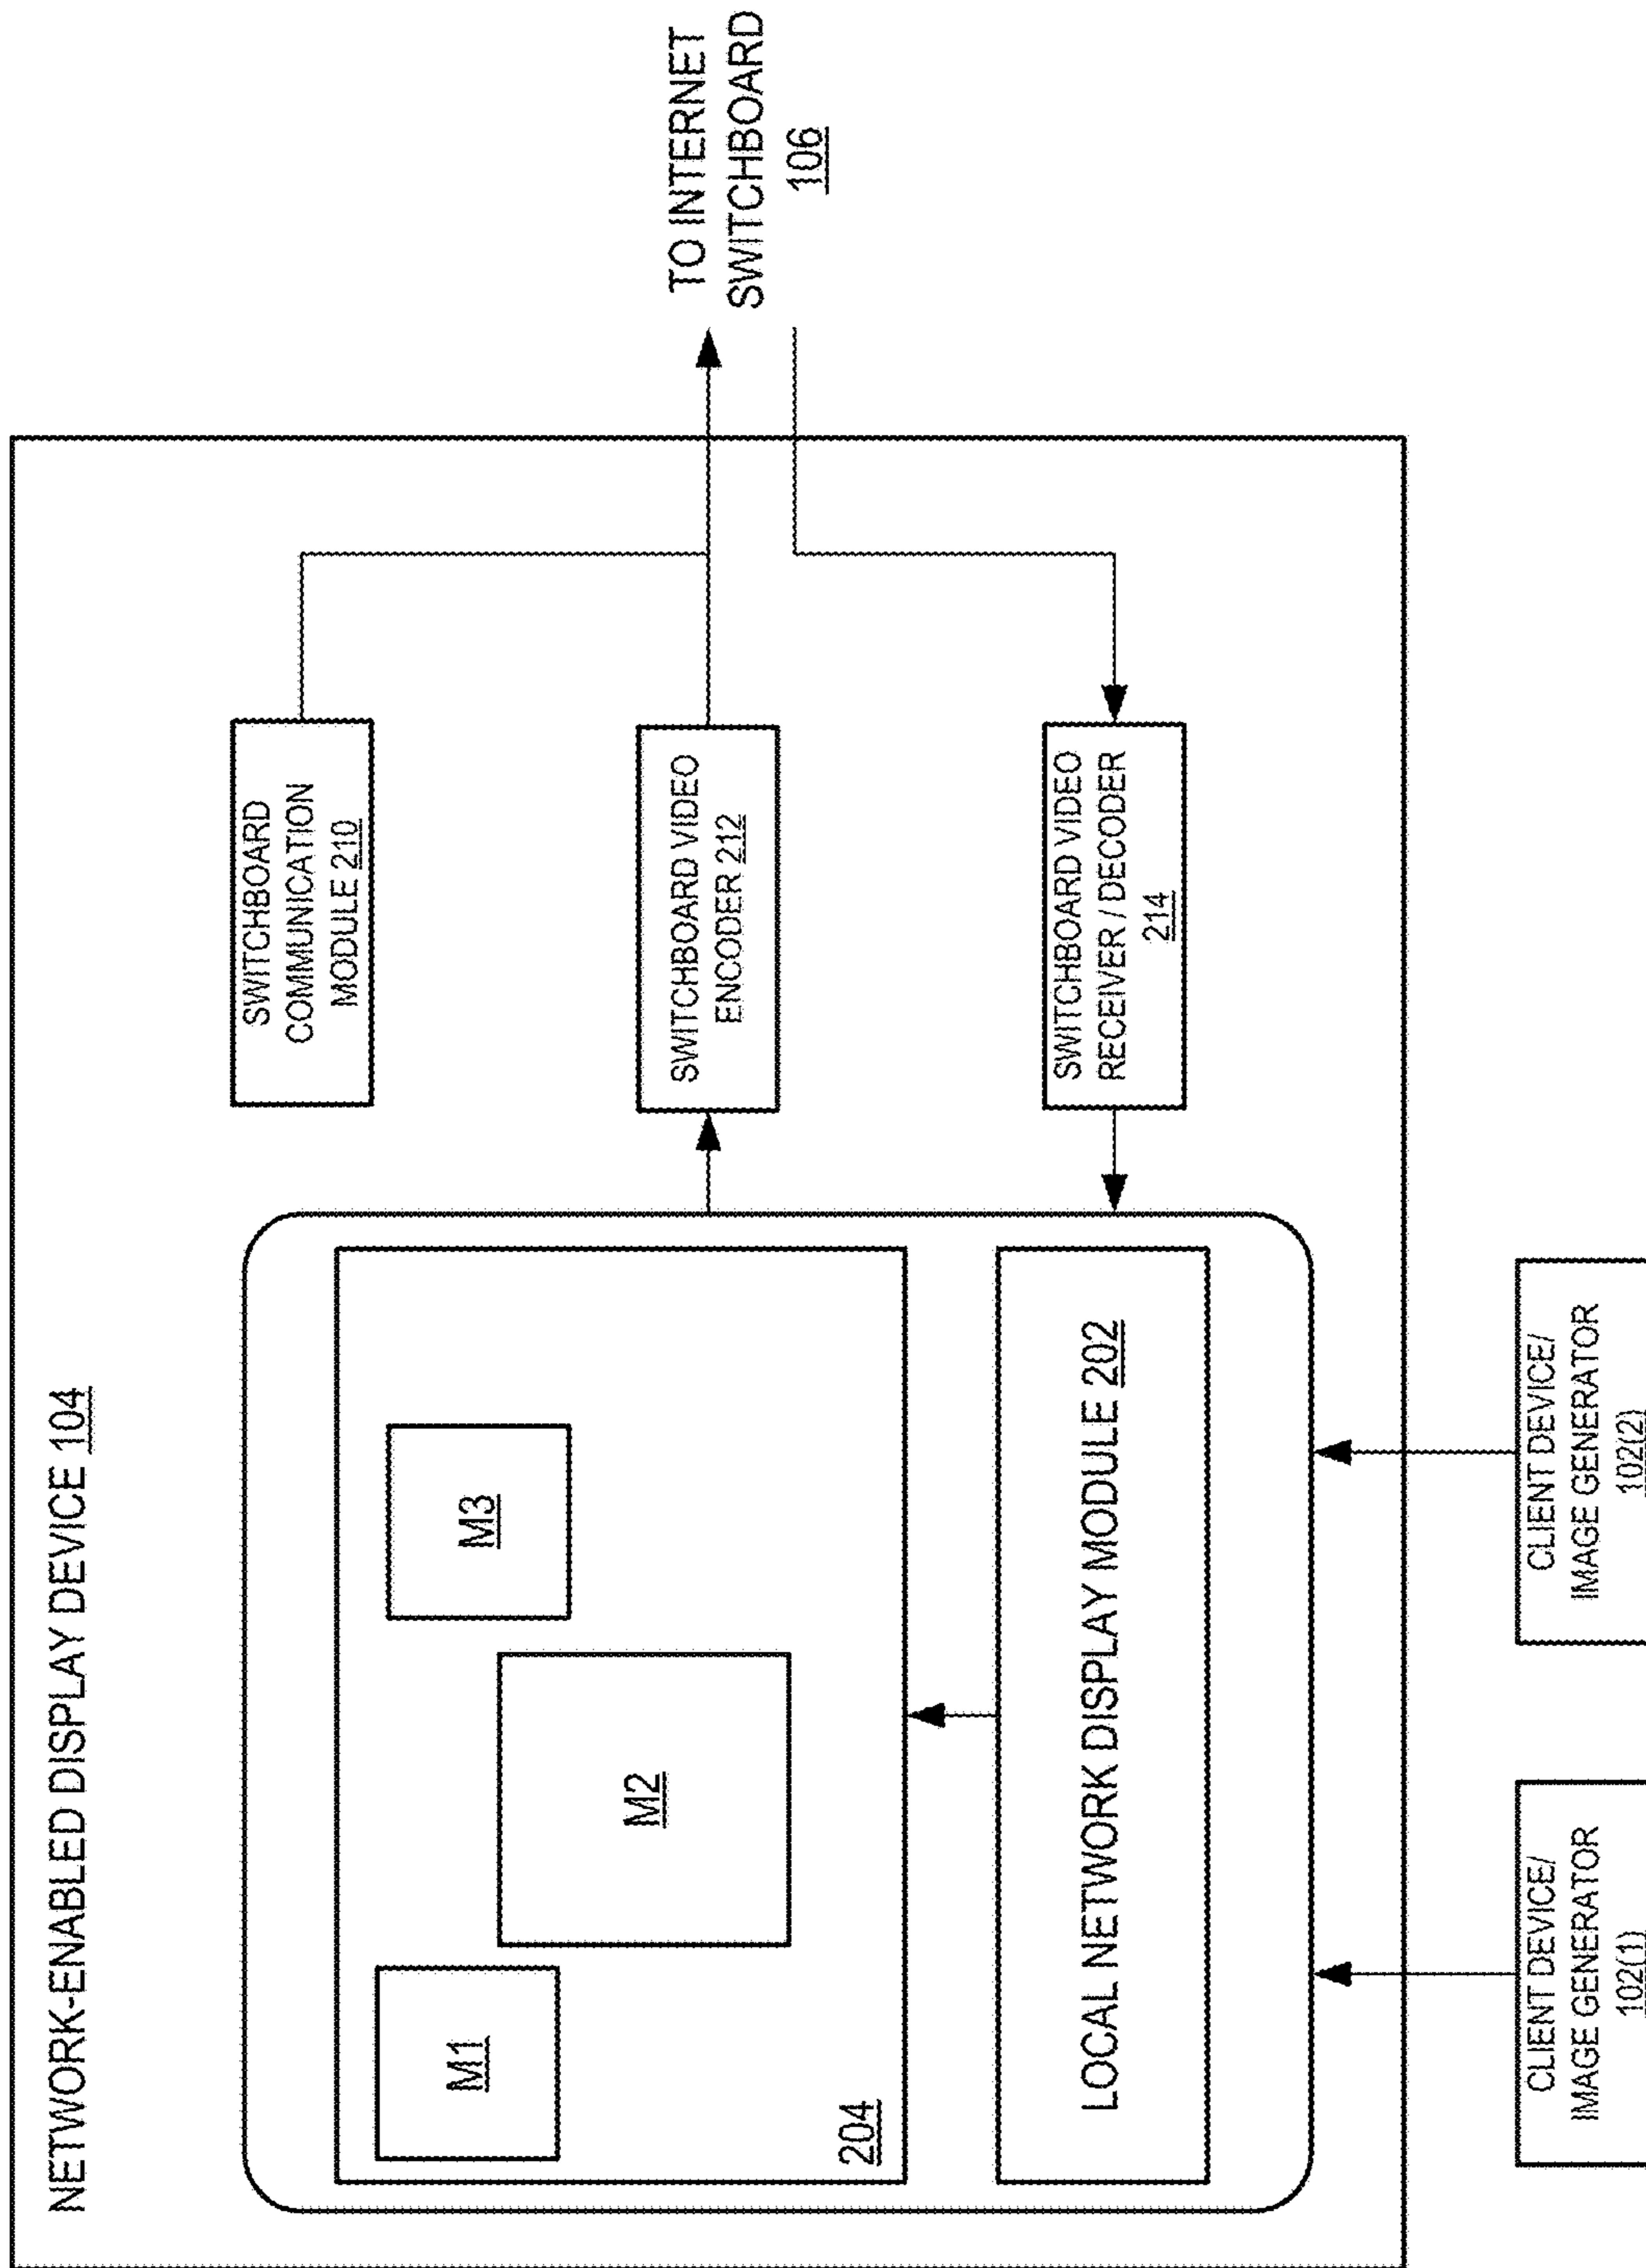 NETWORK-ENABLED DISPLAY DEVICE 104
M1
M2
M3
204
LOCAL NETWORK DISPLAY MODULE 202
SWITCHBOARD
COMMUNICATION
MODULE 210
SWITCHBOARD VIDEO
ENCODER 212
SWITCHBOARD VIDEO
RECEIVER / DECODER
214
TO INTERNET
SWITCHBOARD
106
CLIENT DEVICE/
IMAGE GENERATOR
102(1)
CLIENT DEVICE/
IMAGE GENERATOR
102(2)